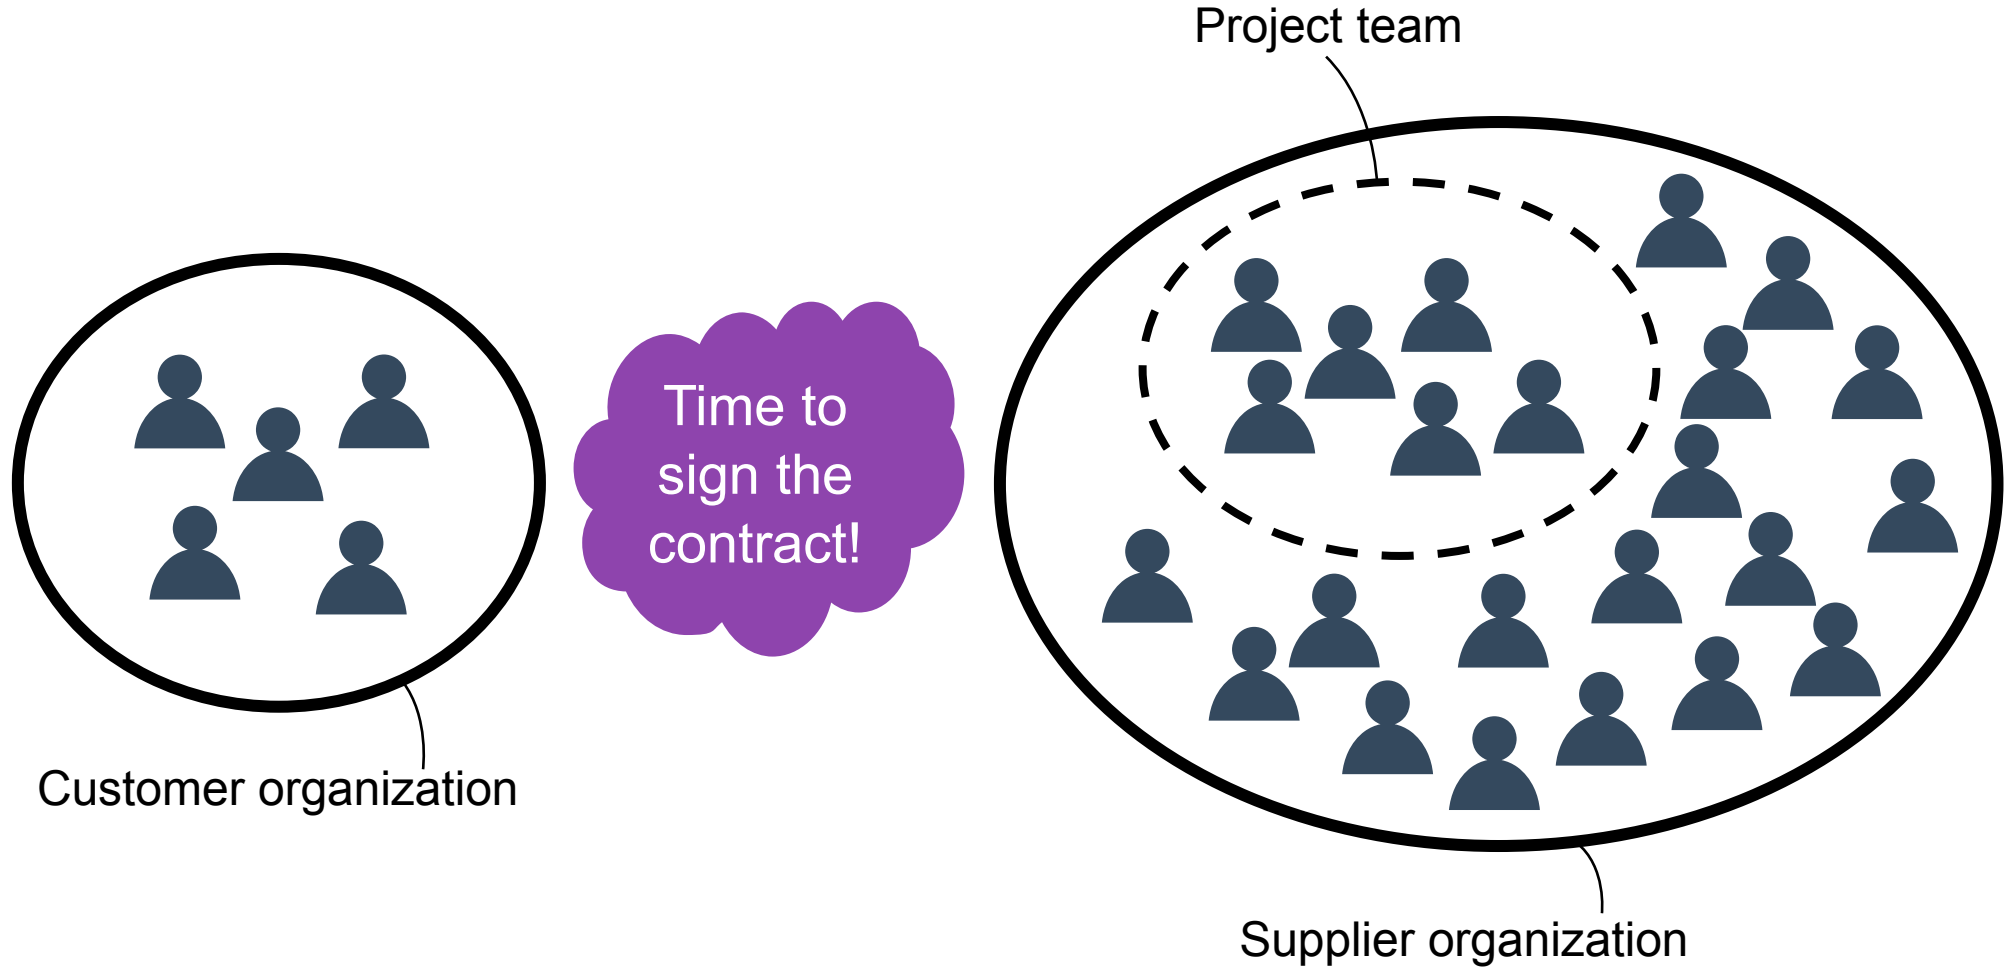 Project team
Time to
sign the
contract!
Customer organization
Supplier organization